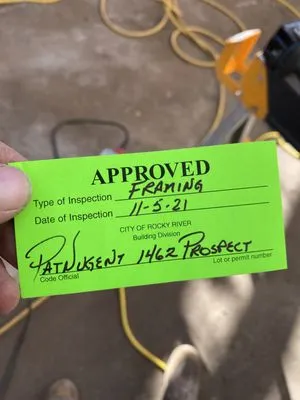 APPROVED
Type of Inspection FRAMING
Date of Inspection 11-5-21
CITY OF ROCKY RIVER
Building Division
PAT NUGENT 1462 PROSPECT
Code Official Lot or permit number